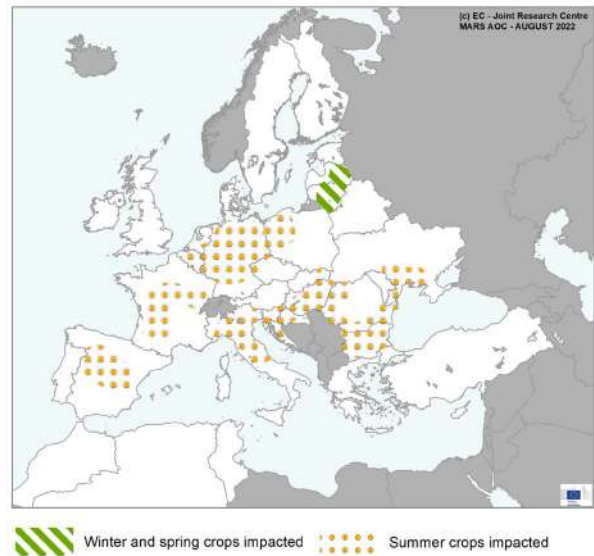 (c) EC - Joint Research Centre
MARS AOC - AUGUST 2022
Winter and spring crops impacted
Summer crops impacted